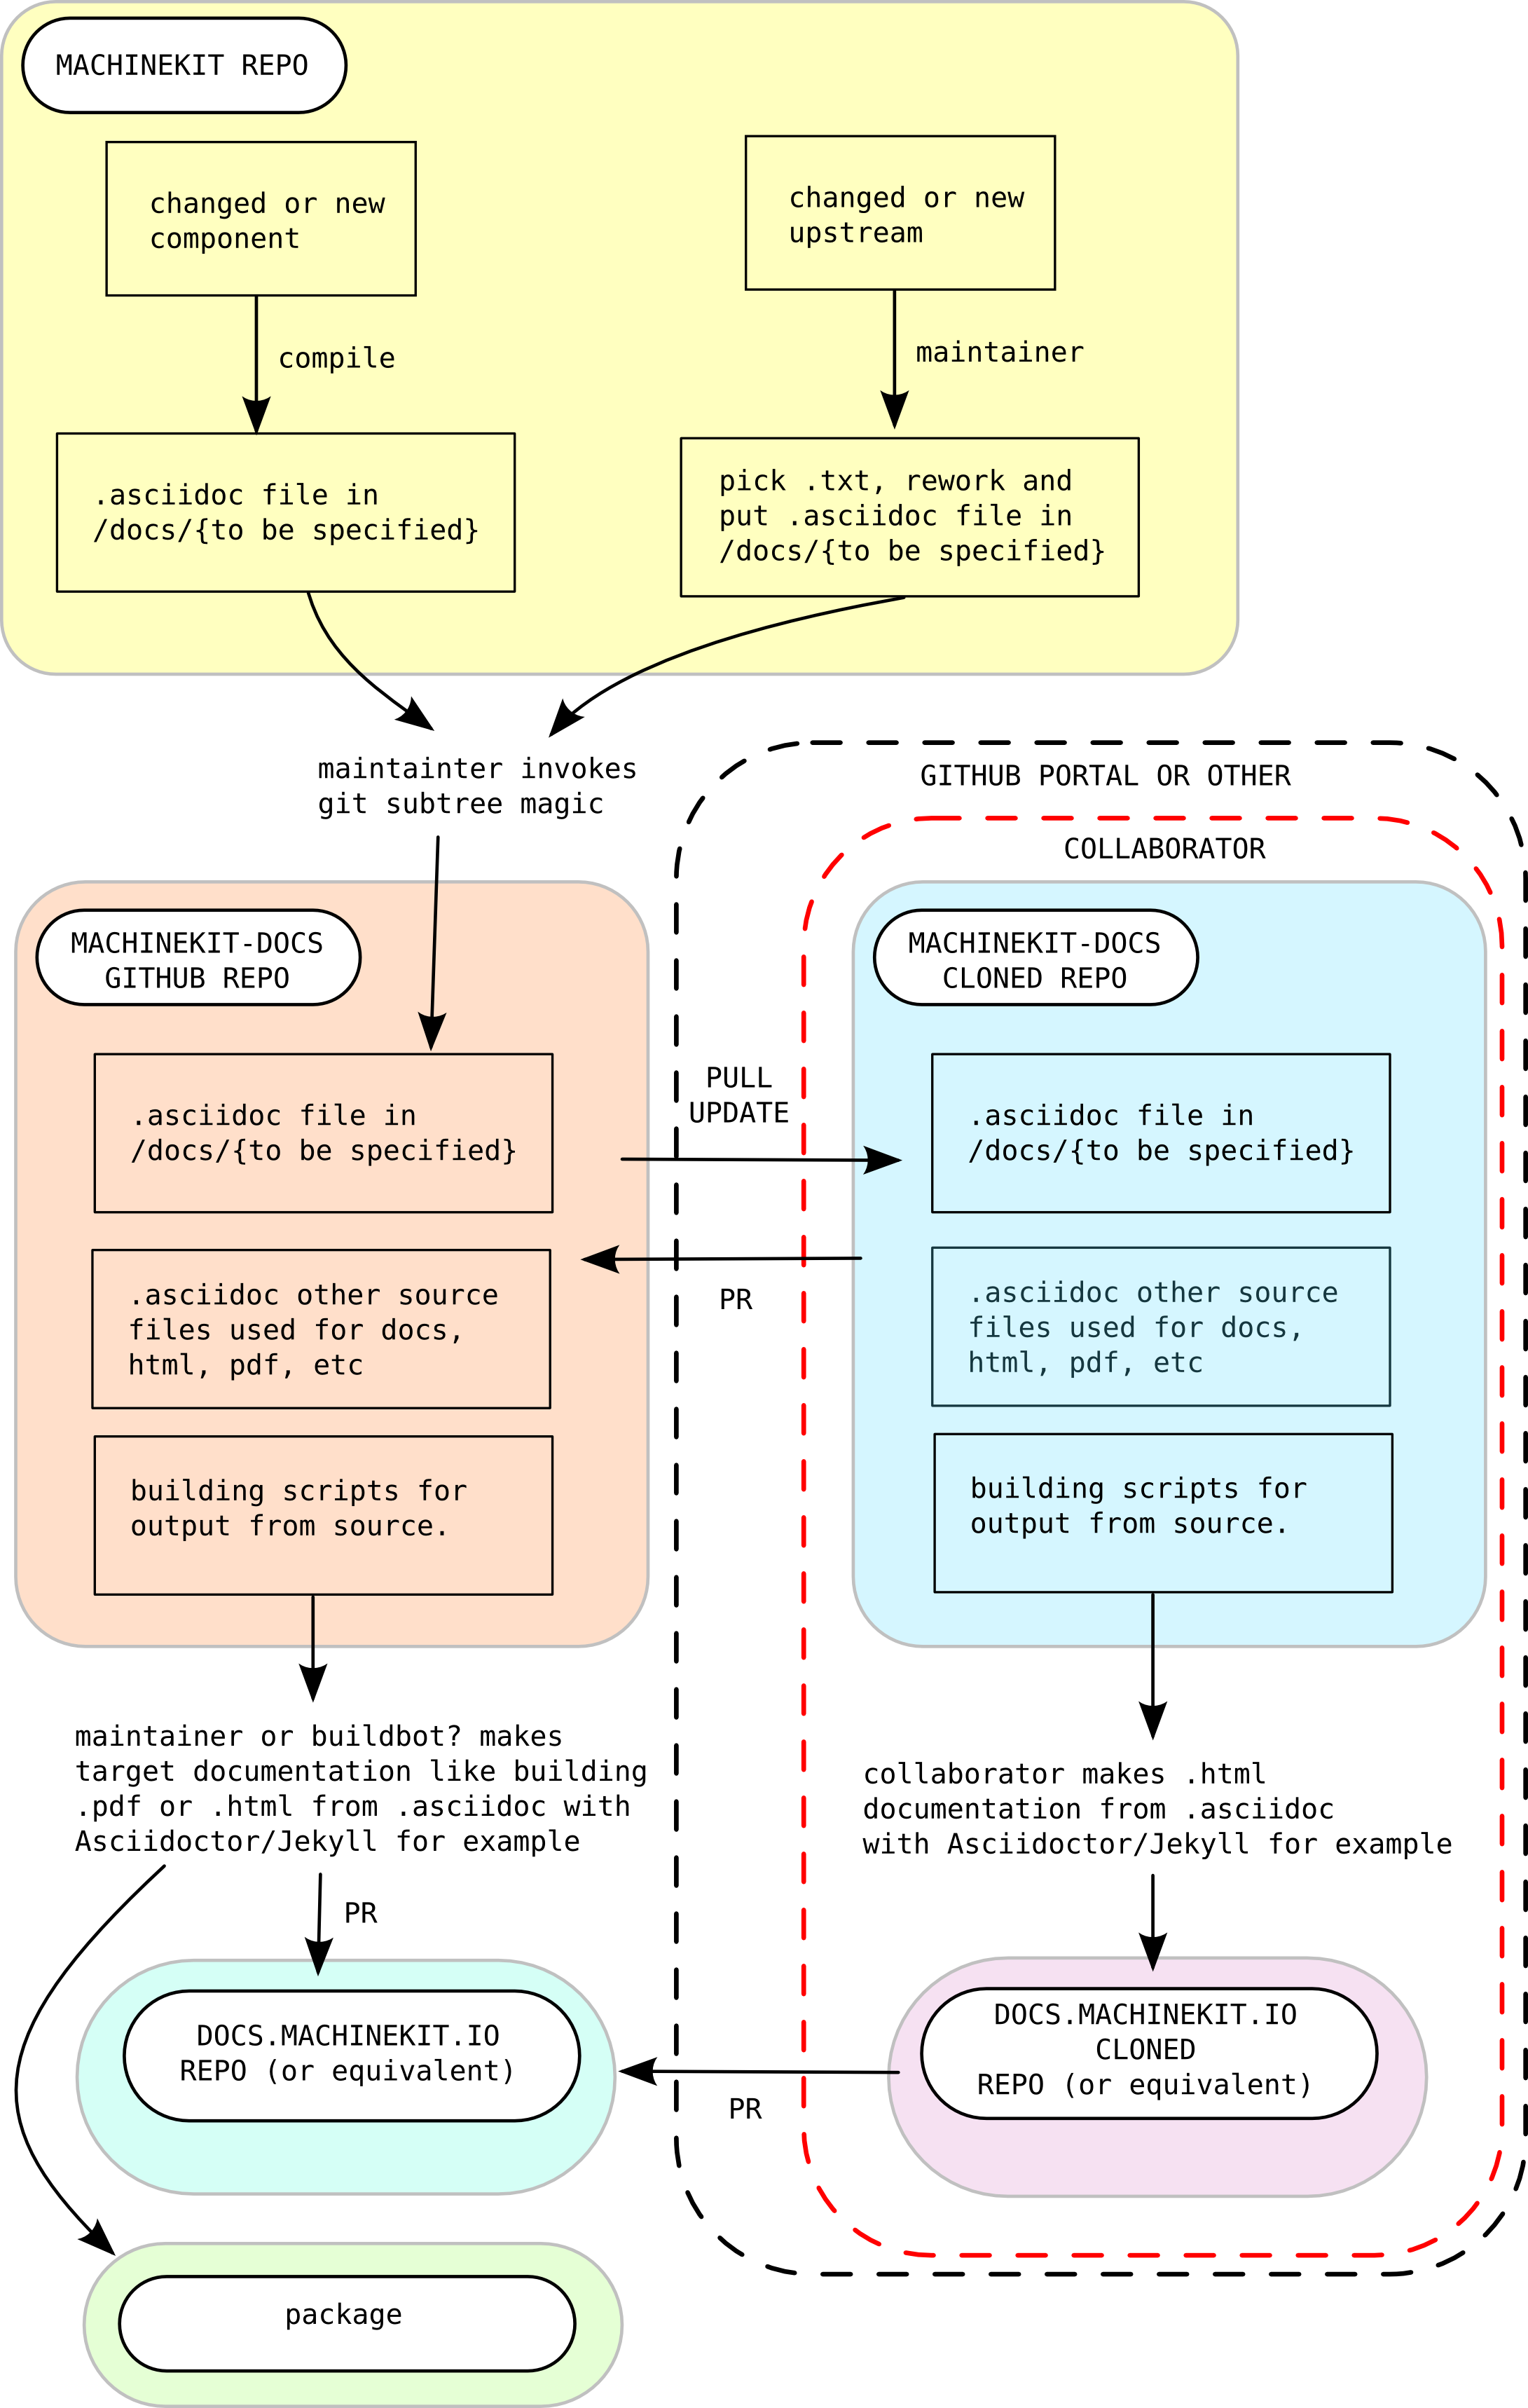 MACHINEKIT REPO
changed or new
component
changed or new
upstream
compile
maintainer
.asciidoc file in
/docs/{to be specified}
pick .txt, rework and
put .asciidoc file in
/docs/{to be specified}
maintainter invokes
git subtree magic
GITHUB PORTAL OR OTHER
COLLABORATOR
MACHINEKIT-DOCS
GITHUB REPO
MACHINEKIT-DOCS
CLONED REPO
.asciidoc file in
/docs/{to be specified}
PULL
UPDATE
.asciidoc file in
/docs/{to be specified}
.asciidoc other source
files used for docs,
html, pdf, etc
PR
.asciidoc other source
files used for docs,
html, pdf, etc
building scripts for
output from source.
building scripts for
output from source.
maintainer or buildbot? makes
target documentation like building
.pdf or .html from .asciidoc with
Asciidoctor/Jekyll for example
collaborator makes .html
documentation from .asciidoc
with Asciidoctor/Jekyll for example
PR
DOCS.MACHINEKIT.IO
REPO (or equivalent)
DOCS.MACHINEKIT.IO
CLONED
REPO (or equivalent)
PR
package